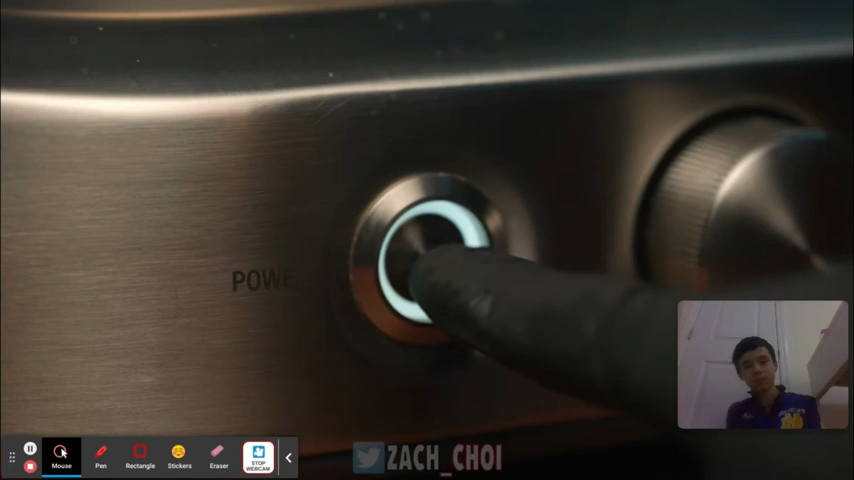 POWE
Mouse
Pen
Rectangle
Stickers
Eraser
STOP
WEBCAM
ZACH_CHOI